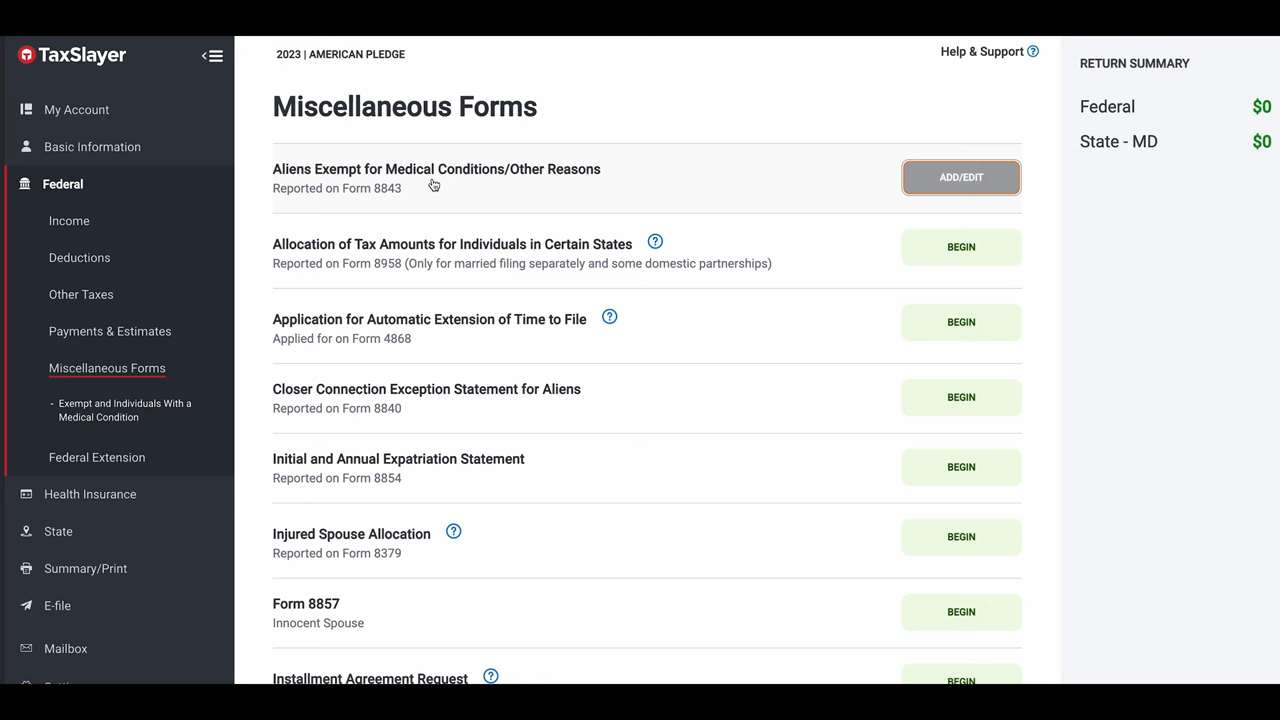 TaxSlayer
My Account
Basic Information
Federal
Income
Deductions
Other Taxes
Payments & Estimates
Miscellaneous Forms
- Exempt and Individuals With a
Medical Condition
Federal Extension
Health Insurance
State
Summary/Print
E-file
Mailbox
2023 | AMERICAN PLEDGE
Help & Support ?
Miscellaneous Forms
Aliens Exempt for Medical Conditions/Other Reasons
Reported on Form 8843
ADD/EDIT
Allocation of Tax Amounts for Individuals in Certain States ?
Reported on Form 8958 (Only for married filing separately and some domestic partnerships)
BEGIN
Application for Automatic Extension of Time to File ?
Applied for on Form 4868
BEGIN
Closer Connection Exception Statement for Aliens
Reported on Form 8840
BEGIN
Initial and Annual Expatriation Statement
Reported on Form 8854
BEGIN
Injured Spouse Allocation ?
Reported on Form 8379
BEGIN
Form 8857
Innocent Spouse
BEGIN
Installment Agreement Request ?
BEGIN
RETURN SUMMARY
Federal $0
State - MD $0